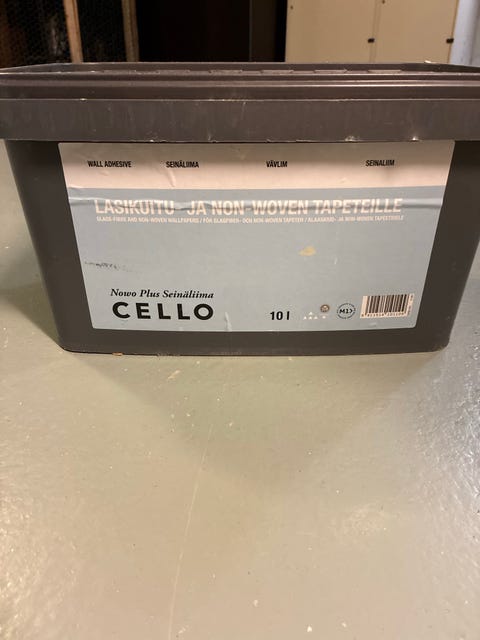 WALL ADHESIVE SEINÄLIIMA VÄVLIM SEINALIIM
LASIKUITU- JA NON-WOVEN TAPETEILLE
GLASS-FIBRE AND NON-WOVEN WALLPAPERS / FÖR GLASFIBER- OCH NON-WOVEN TAPETER / KLAASKIUD- JA NON-WOVEN TAPEETIDELE
Nowo Plus Seinäliima
CELLO
10 l
M1